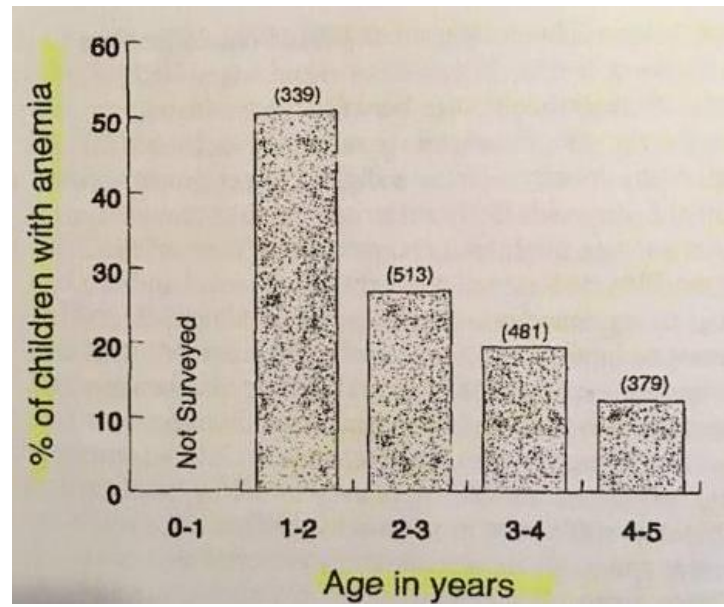 % of children with anemia
60
50
40
30
20
10
0
Not Surveyed
(339)
(513)
(481)
(379)
0-1 1-2 2-3 3-4 4-5
Age in years